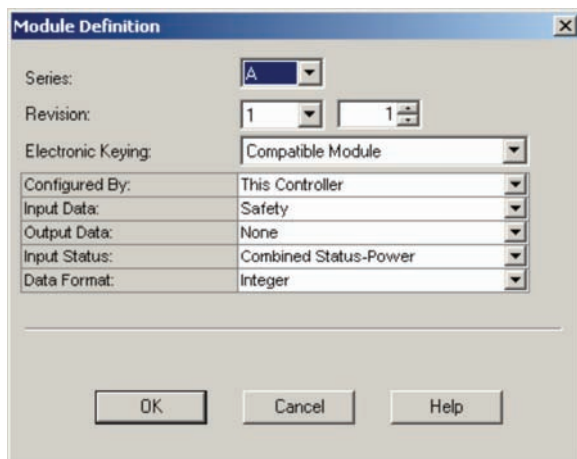 Module Definition
Series: A
Revision: 1 1
Electronic Keying: Compatible Module
Configured By: This Controller
Input Data: Safety
Output Data: None
Input Status: Combined Status-Power
Data Format: Integer
OK Cancel Help